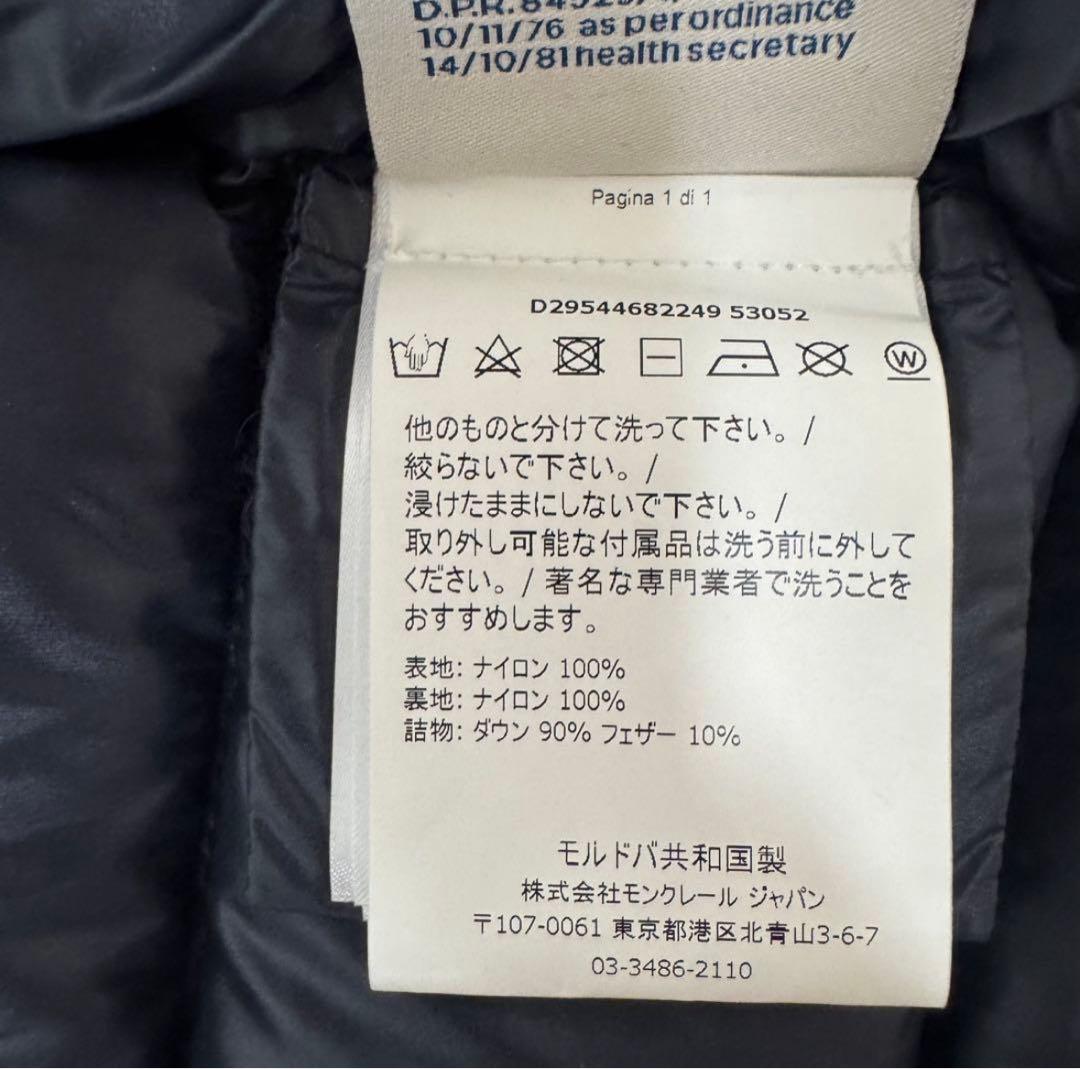 10/11/76 as per ordinance
14/10/81 health secretary
Pagina 1 di 1
D29544682249 53052
W
他のものと分けて洗って下さい。/
絞らないで下さい。/
浸けたままにしないで下さい。/
取り外し可能な付属品は洗う前に外して
ください。/ 著名な専門業者で洗うことを
おすすめします。
表地: ナイロン 100%
裏地: ナイロン 100%
詰物: ダウン 90% フェザー 10%
モルドバ共和国製
株式会社モンクレール ジャパン
〒107-0061 東京都港区北青山3-6-7
03-3486-2110